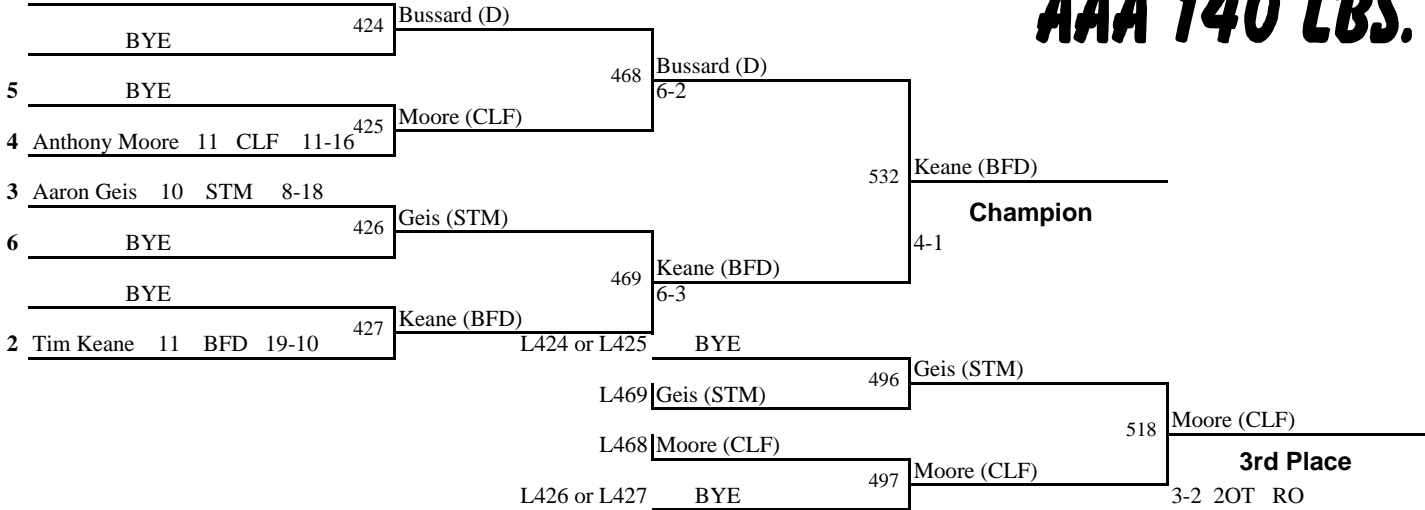 AAA 140 LBS.
424 Bussard (D)
BYE
468 Bussard (D)
6-2
5 BYE
425 Moore (CLF)
4 Anthony Moore 11 CLF 11-16
532 Keane (BFD)
Champion
4-1
3 Aaron Geis 10 STM 8-18
426 Geis (STM)
6 BYE
469 Keane (BFD)
6-3
BYE
427 Keane (BFD)
2 Tim Keane 11 BFD 19-10
L424 or L425 BYE
496 Geis (STM)
L469 Geis (STM)
518 Moore (CLF)
3rd Place
3-2 2OT RO
L468 Moore (CLF)
497 Moore (CLF)
L426 or L427 BYE